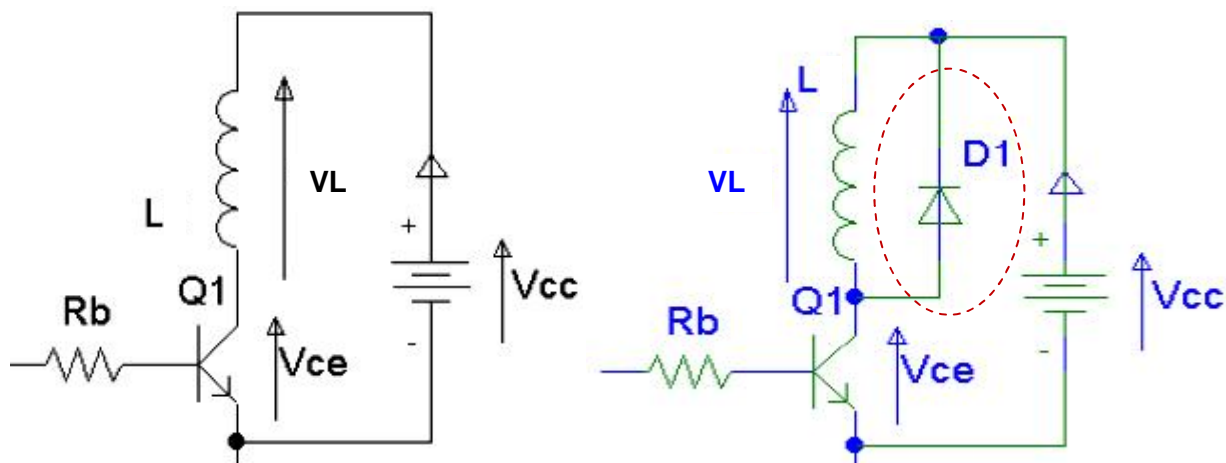 VL
L
+
Q1
Vcc
Rb
-
Vce
L
D1
VL
+
Q1
Vcc
Rb
-
Vce